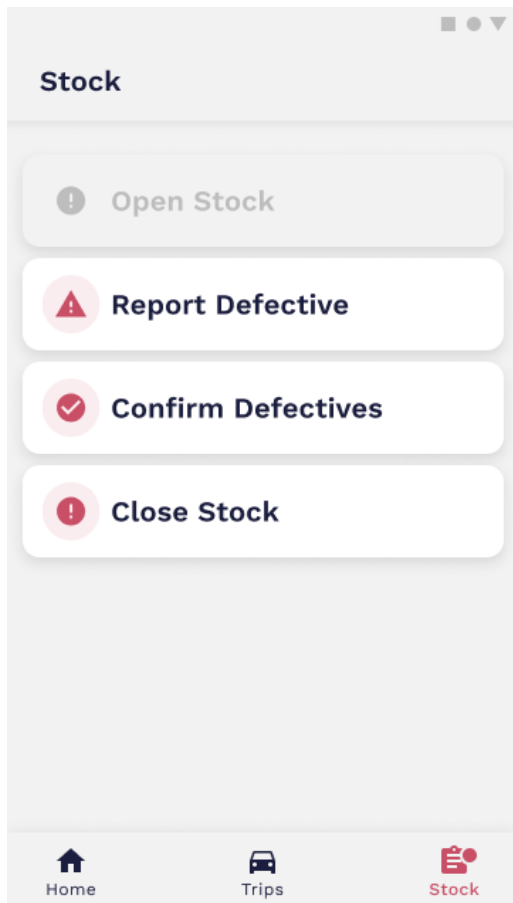 Stock
Open Stock
Report Defective
Confirm Defectives
Close Stock
Home
Trips
Stock